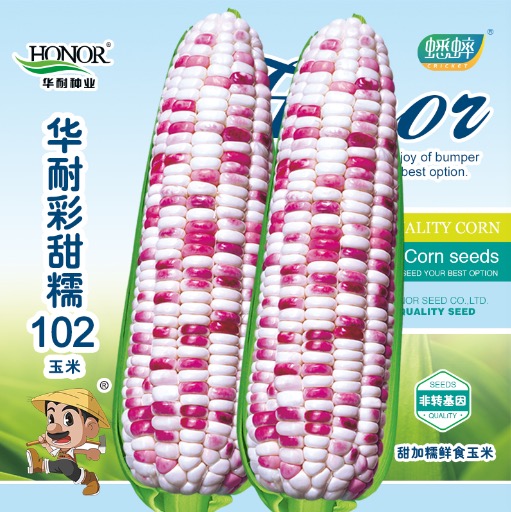 HONOR®
华耐种业
蟋蟀®
CRICKET
华耐彩甜糯
102
玉米
or
joy of bumper
best option.
ALITY CORN
Corn seeds
SEED YOUR BEST OPTION
NOR SEED CO.,LTD.
QUALITY SEED
SEEDS
非转基因
QUALITY
甜加糯鲜食玉米
®